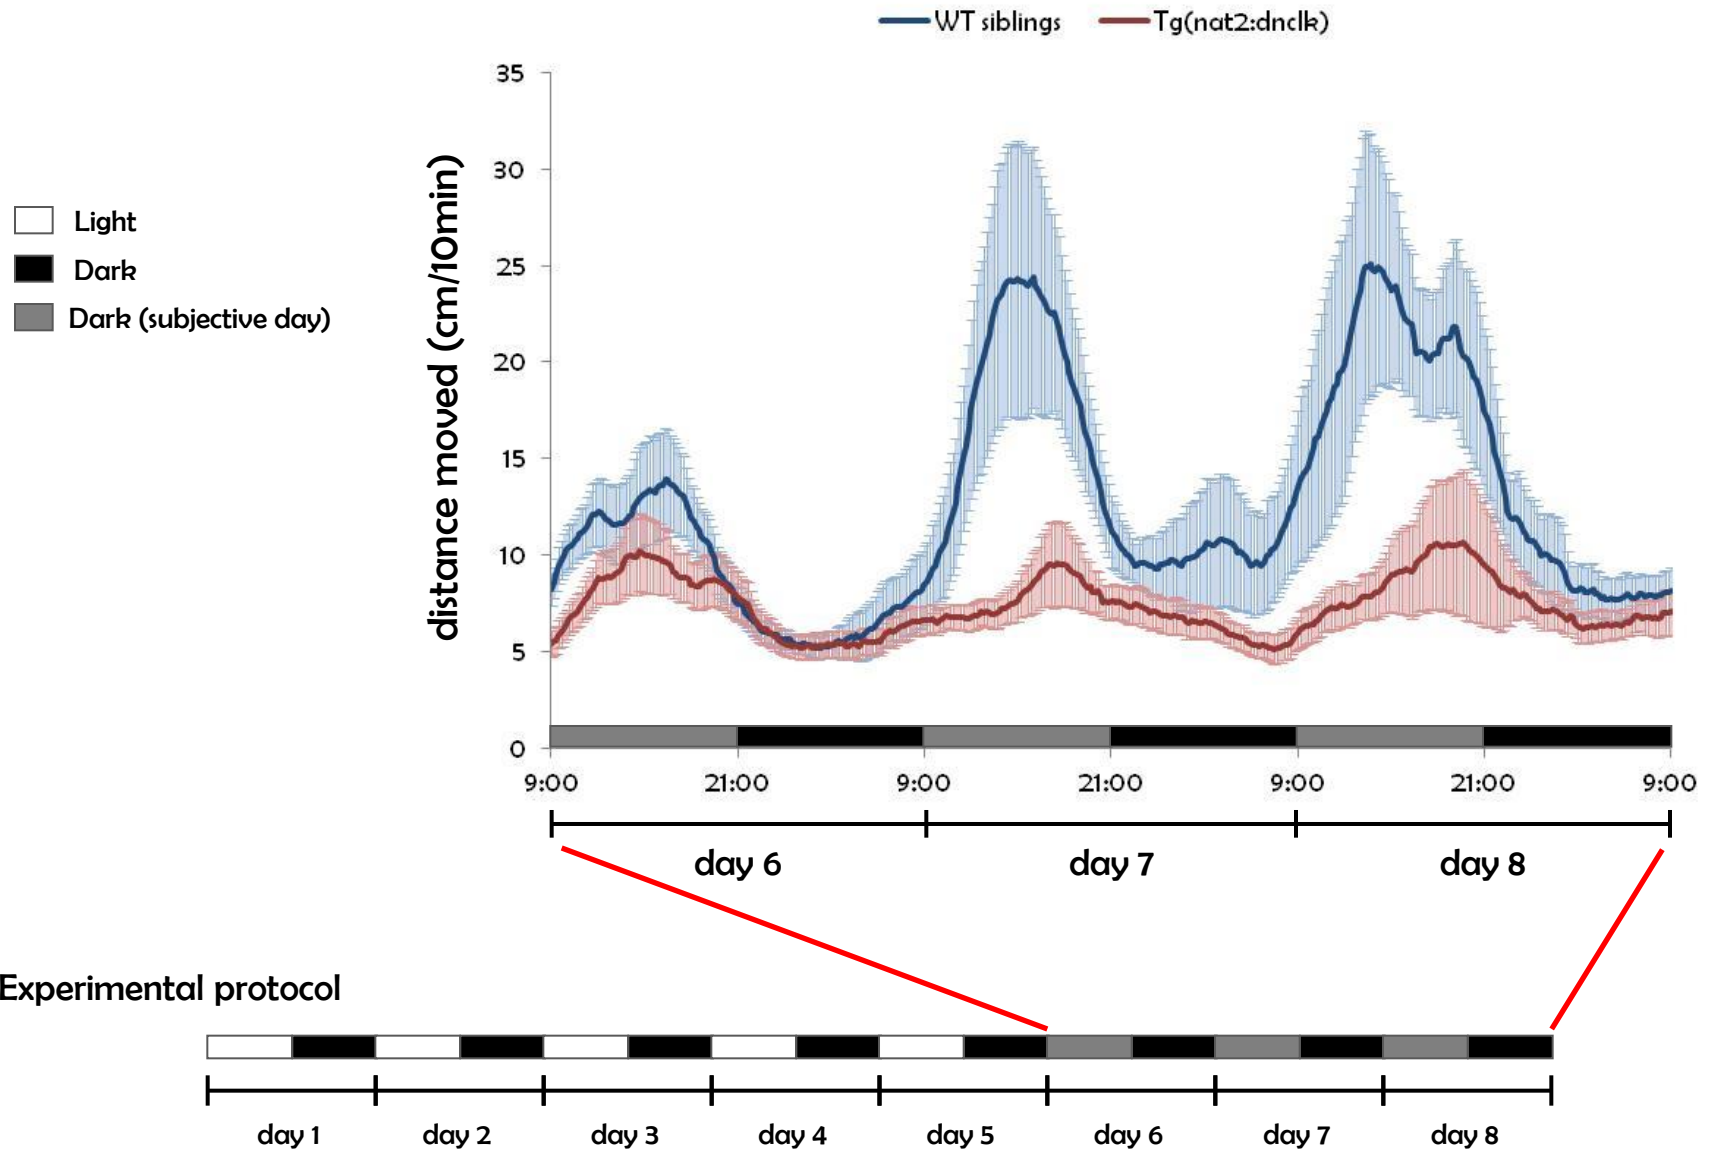 WT siblings
Tg(nat2:dnclk)
Light
Dark
Dark (subjective day)
distance moved (cm/10min)
35
30
25
20
15
10
5
0
9:00 21:00 9:00 21:00 9:00 21:00 9:00
day 6 day 7 day 8
Experimental protocol
day 1 day 2 day 3 day 4 day 5 day 6 day 7 day 8